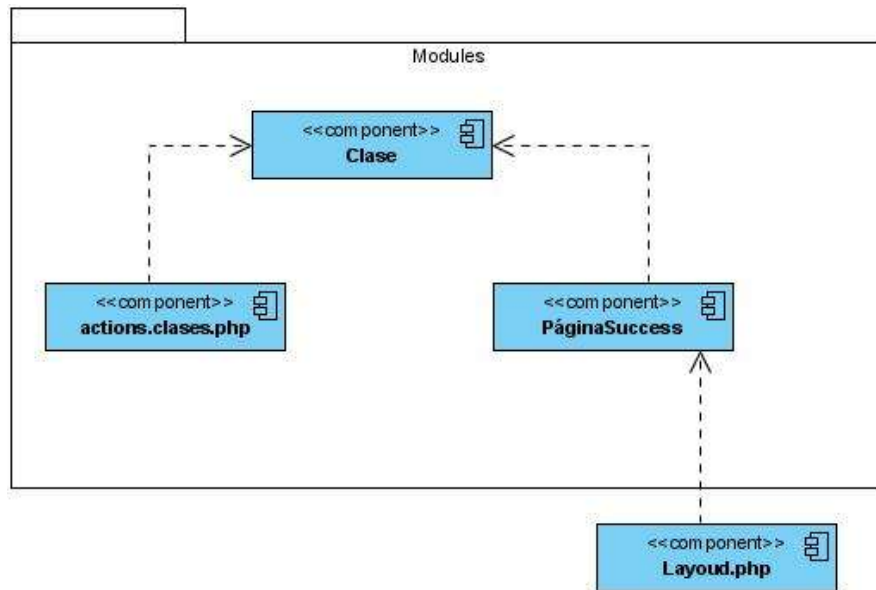 Modules
<<component>>
Clase
<<component>>
actions.clases.php
<<component>>
PáginaSuccess
<<component>>
Layoud.php